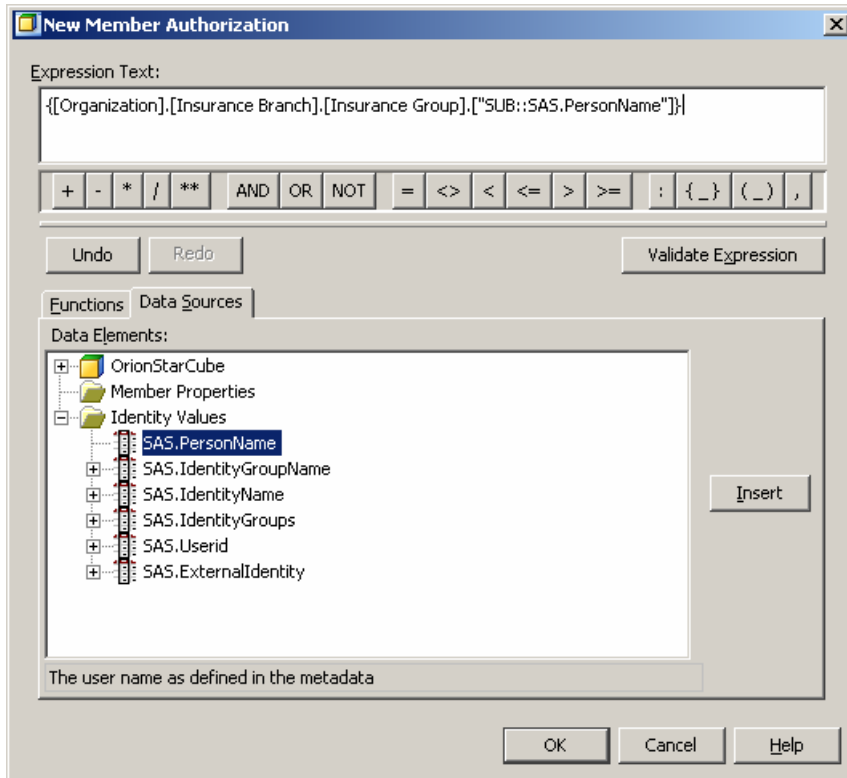 New Member Authorization
Expression Text:
{[Organization].[Insurance Branch].[Insurance Group].["SUB::SAS.PersonName"]}
+ - * / ** AND OR NOT = <> < <= > >= : {_} (_) ,
Undo Redo Validate Expression
Functions Data Sources
Data Elements:
OrionStarCube
Member Properties
Identity Values
SAS.PersonName
SAS.IdentityGroupName
SAS.IdentityName
Insert
SAS.IdentityGroups
SAS.Userid
SAS.ExternalIdentity
The user name as defined in the metadata
OK Cancel Help